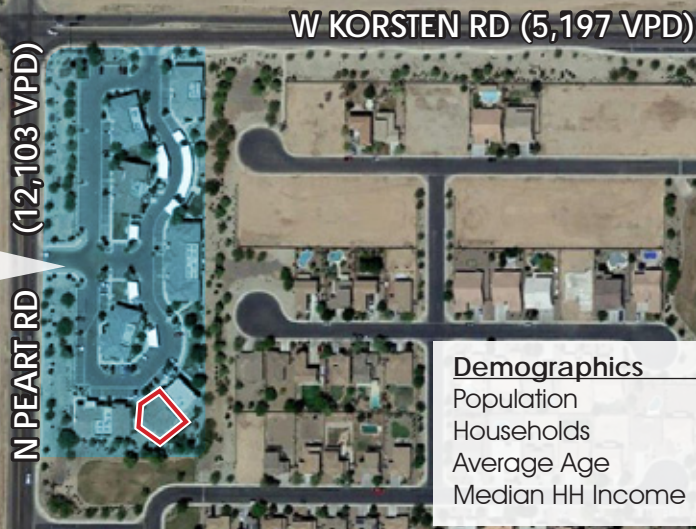 W KORSTEN RD (5,197 VPD)
N PEART RD (12,103 VPD)
Demographics
Population
Households
Average Age
Median HH Income